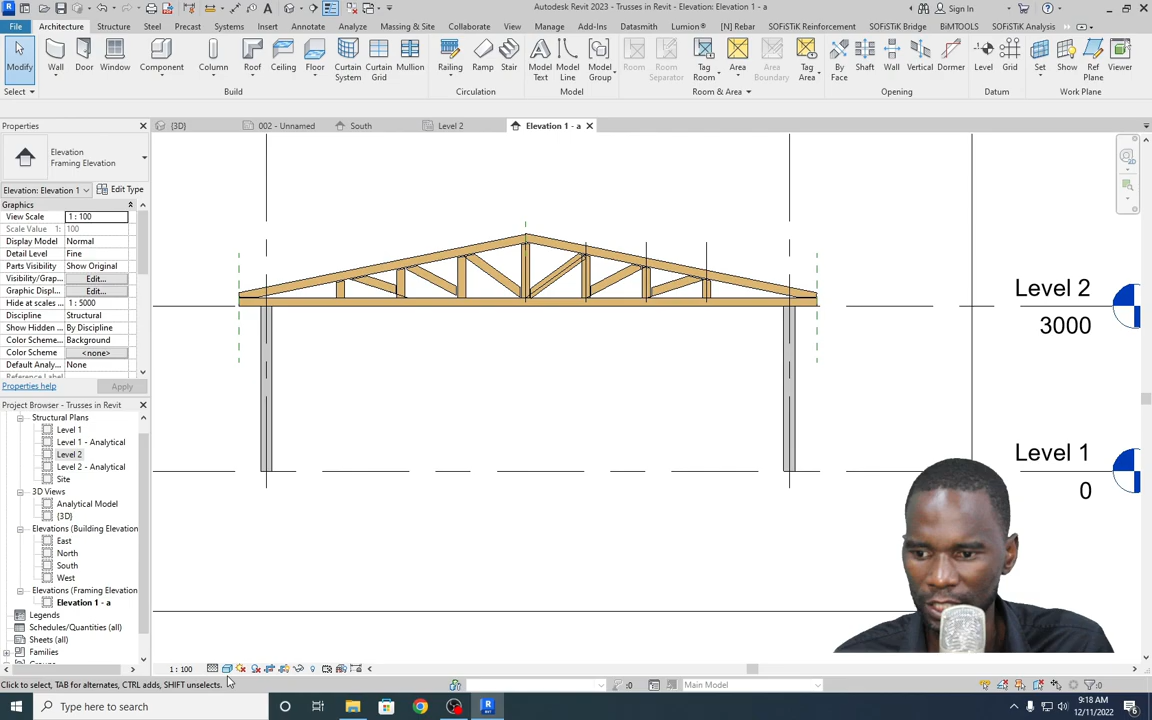 Autodesk Revit 2023 - Trusses in Revit - Elevation: Elevation 1 - a
Sign In
File Architecture Structure Steel Precast Systems Insert Annotate Analyze Massing & Site Collaborate View Manage Add-Ins Datasmith Lumion® [N] Rebar SOFiSTiK Reinforcement SOFiSTiK Bridge BiMTOOLS SOFiSTiK Analysis
Modify Wall Door Window Component Column Roof Ceiling Floor Curtain System Curtain Grid Mullion Railing Ramp Stair Model Text Model Line Model Group Room Room Separator Tag Room Area Area Boundary Tag Area By Face Shaft Wall Vertical Dormer Level Grid Set Show Ref Plane Viewer
Select Build Circulation Model Room & Area Opening Datum Work Plane
Properties
{3D} 002 - Unnamed South Level 2 Elevation 1 - a
Elevation
Framing Elevation
Elevation: Elevation 1 Edit Type
Graphics
View Scale 1 : 100
Scale Value 1: 100
Display Model Normal
Detail Level Fine
Parts Visibility Show Original
Visibility/Grap... Edit...
Graphic Displ... Edit...
Hide at scales ... 1 : 5000
Discipline Structural
Show Hidden ... By Discipline
Color Scheme... Background
Color Scheme <none>
Default Analy... None
Properties help Apply
Project Browser - Trusses in Revit
Structural Plans
Level 1
Level 1 - Analytical
Level 2
Level 2 - Analytical
Site
3D Views
Analytical Model
{3D}
Elevations (Building Elevation
East
North
South
West
Elevations (Framing Elevation
Elevation 1 - a
Legends
Schedules/Quantities (all)
Sheets (all)
Families
Level 2
3000
Level 1
0
1 : 100
Click to select, TAB for alternates, CTRL adds, SHIFT unselects.
:0 Main Model :0
Type here to search
9:18 AM
12/11/2022